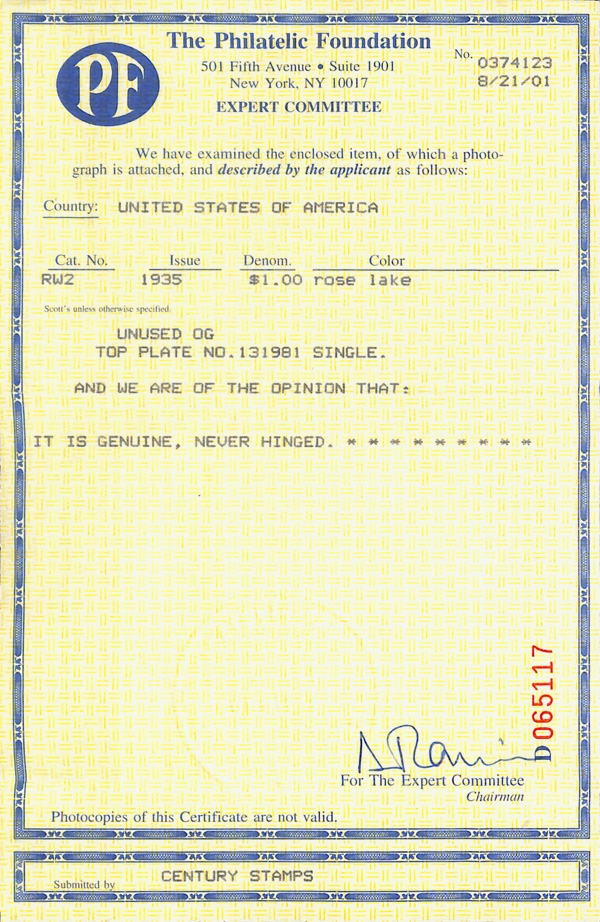 PF
The Philatelic Foundation
501 Fifth Avenue • Suite 1901
New York, NY 10017
EXPERT COMMITTEE
No. 0374123
8/21/01
We have examined the enclosed item, of which a photo-
graph is attached, and described by the applicant as follows:
Country: UNITED STATES OF AMERICA
Cat. No. Issue Denom. Color
RW2 1935 $1.00 rose lake
Scott's unless otherwise specified.
UNUSED OG
TOP PLATE NO.131981 SINGLE.
AND WE ARE OF THE OPINION THAT:
IT IS GENUINE, NEVER HINGED. * * * * * * * * *
D 065117
For The Expert Committee
Chairman
Photocopies of this Certificate are not valid.
Submitted by CENTURY STAMPS